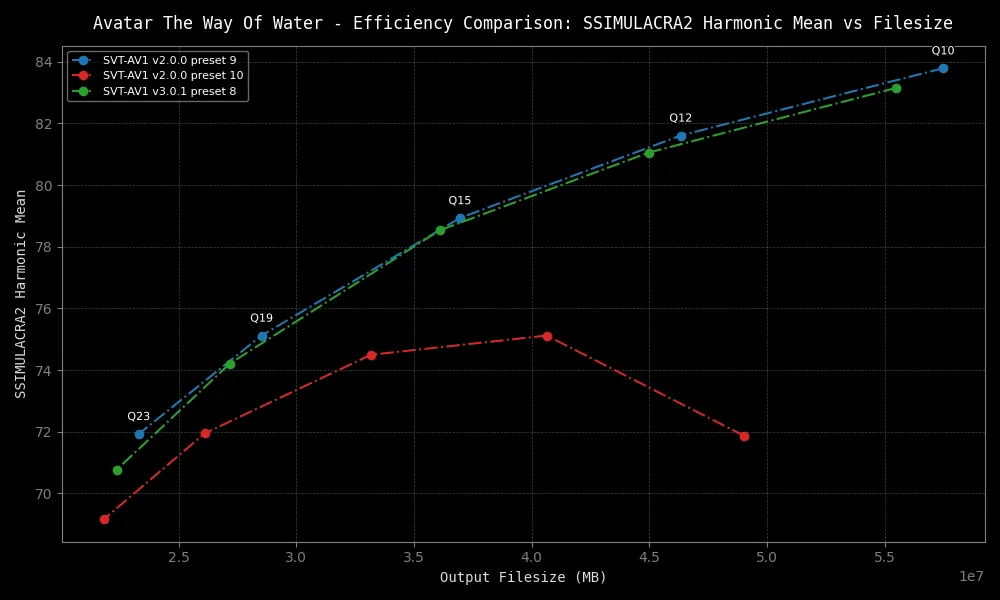 Avatar The Way Of Water - Efficiency Comparison: SSIMULACRA2 Harmonic Mean vs Filesize
SVT-AV1 v2.0.0 preset 9
SVT-AV1 v2.0.0 preset 10
SVT-AV1 v3.0.1 preset 8
Q10
Q12
Q15
Q19
Q23
84
82
80
78
76
74
72
70
SSIMULACRA2 Harmonic Mean
2.5 3.0 3.5 4.0 4.5 5.0 5.5
1e7
Output Filesize (MB)